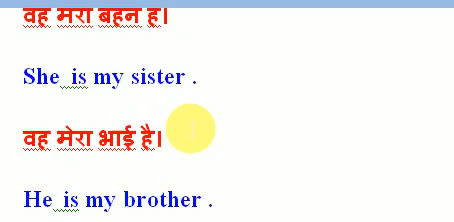 वह मेरा बहन है।
She is my sister .
वह मेरा भाई है।
He is my brother .